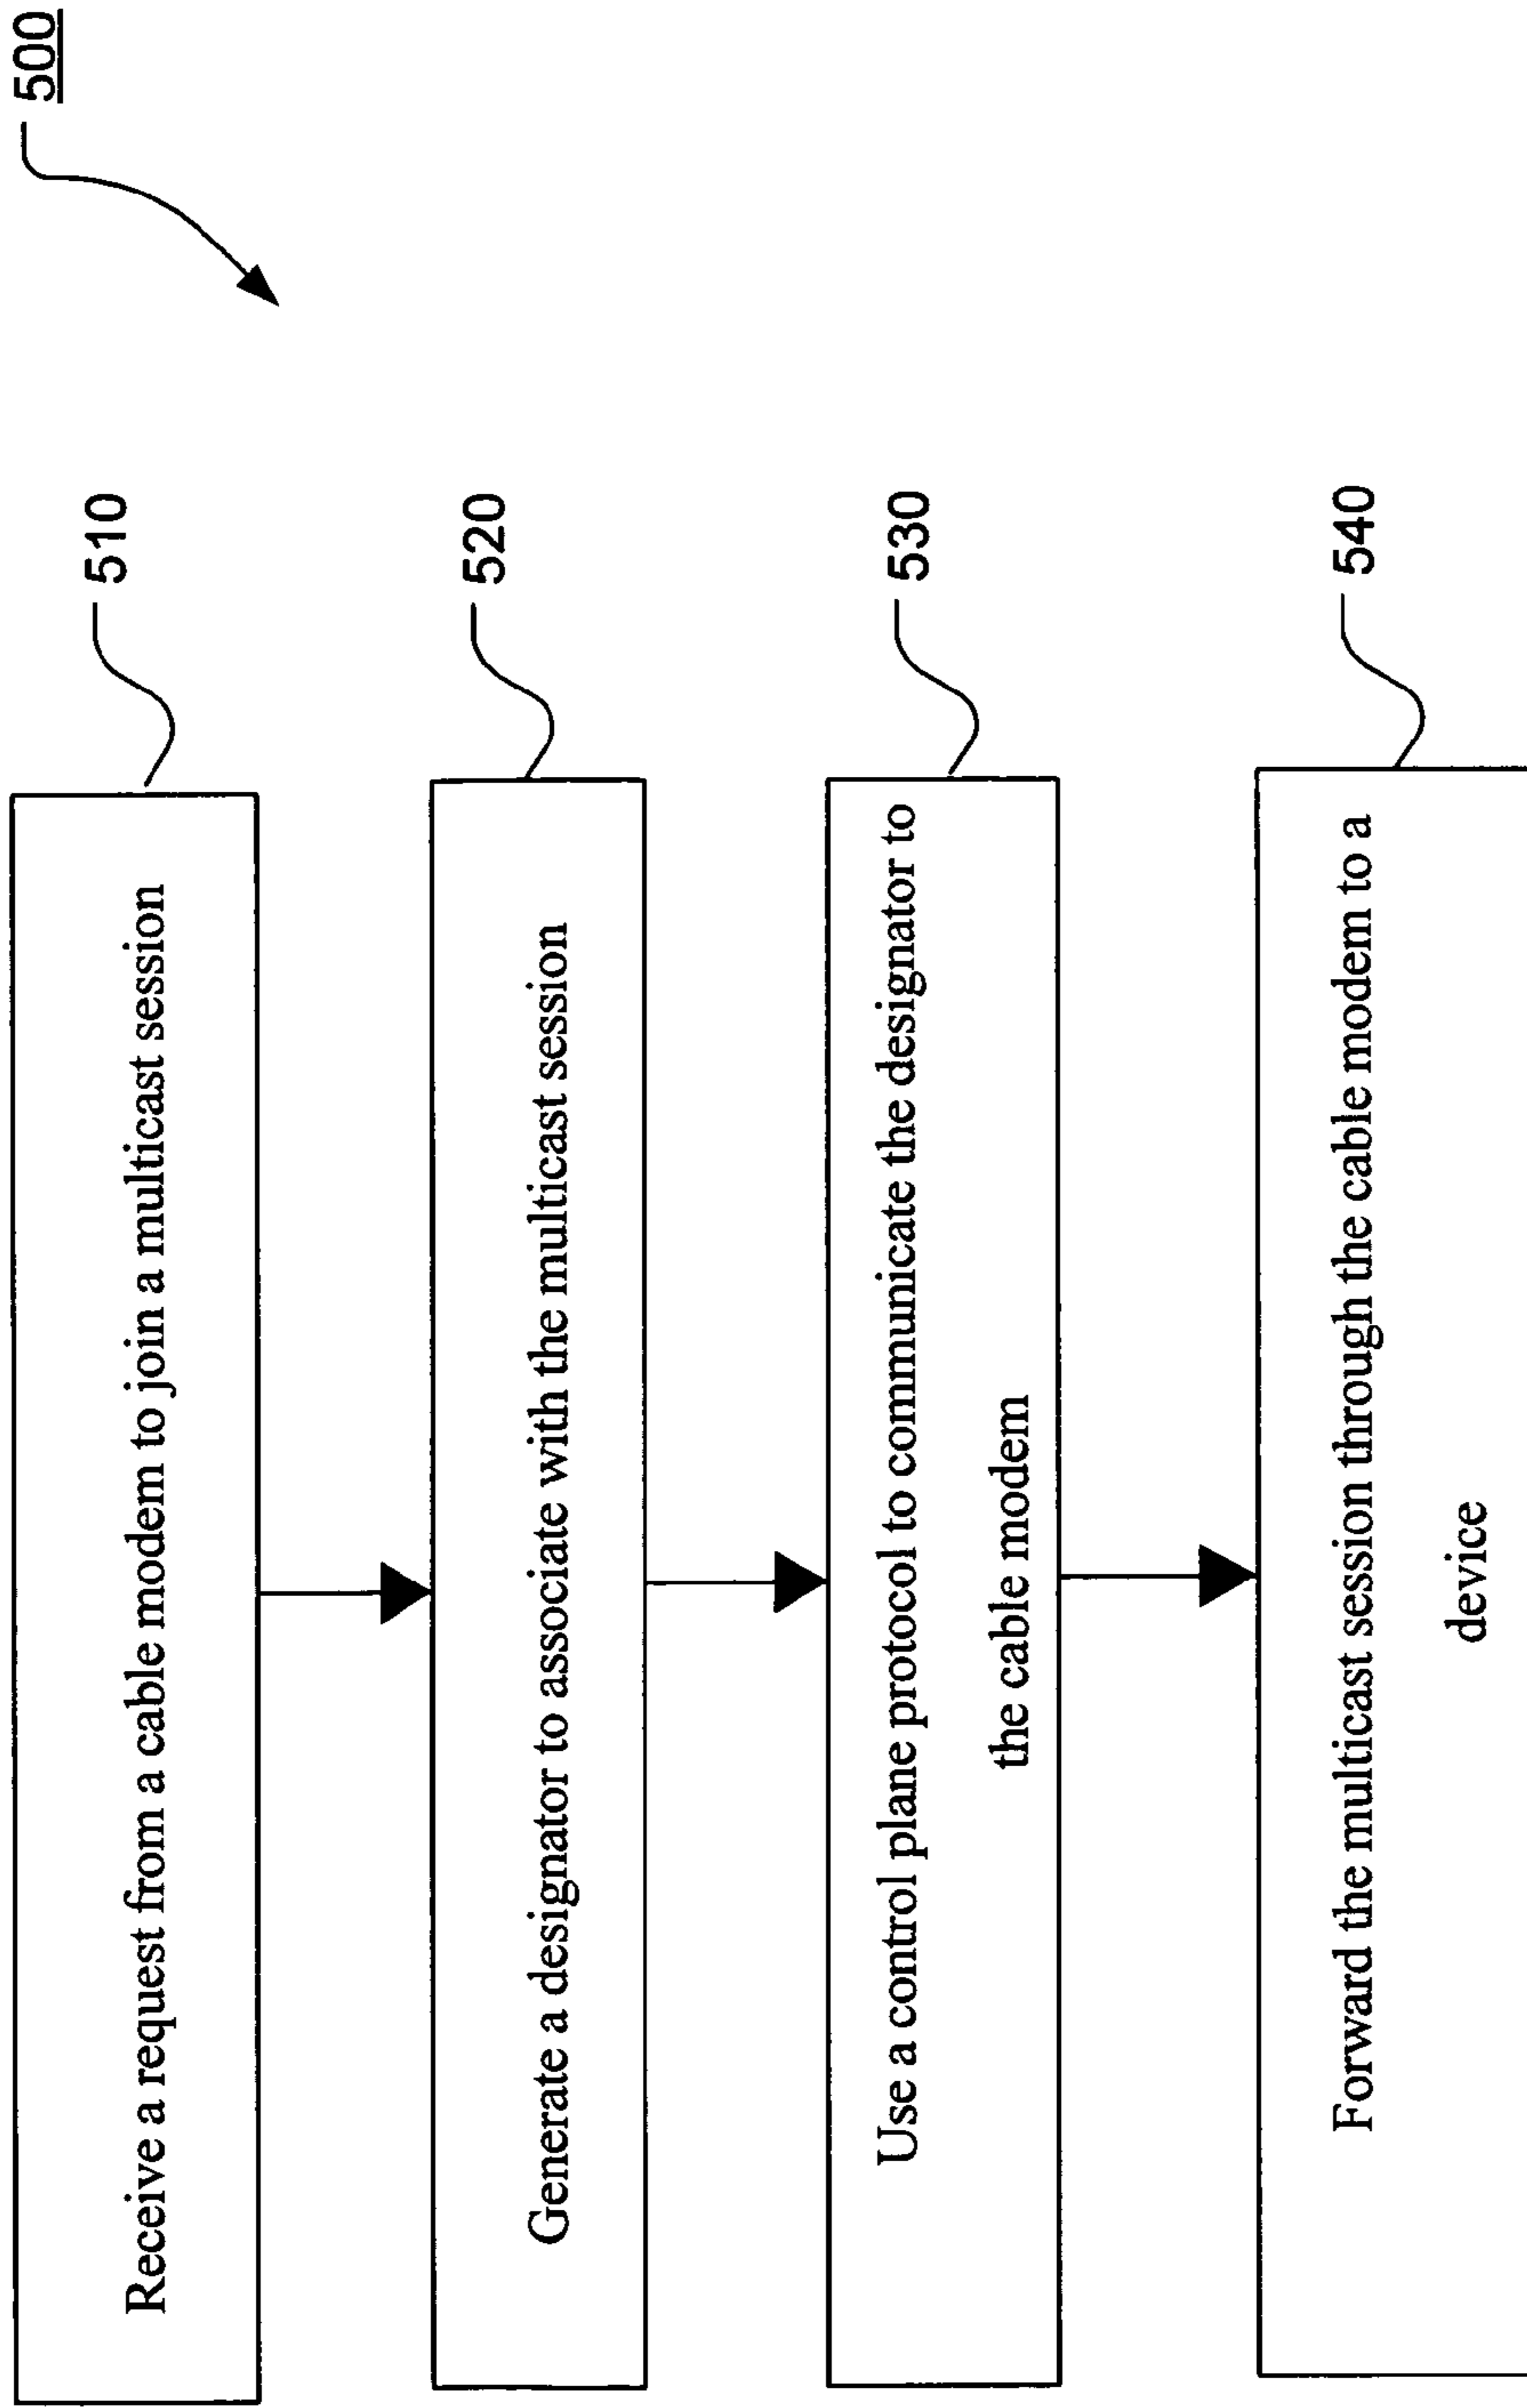 500
Receive a request from a cable modem to join a multicast session
510
Generate a designator to associate with the multicast session
520
Use a control plane protocol to communicate the designator to
the cable modem
530
Forward the multicast session through the cable modem to a
device
540